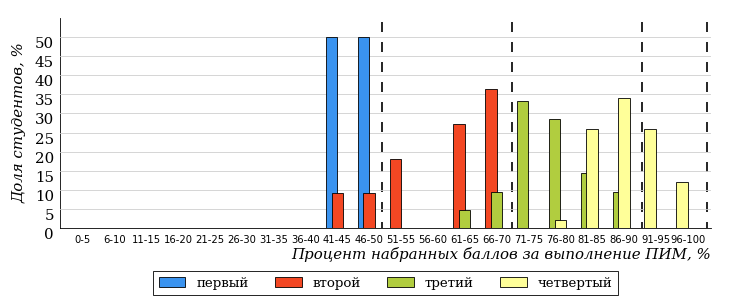 Доля студентов, %
50
45
40
35
30
25
20
15
10
5
0
0-5 6-10 11-15 16-20 21-25 26-30 31-35 36-40 41-45 46-50 51-55 56-60 61-65 66-70 71-75 76-80 81-85 86-90 91-95 96-100
Процент набранных баллов за выполнение ПИМ, %
первый второй третий четвертый